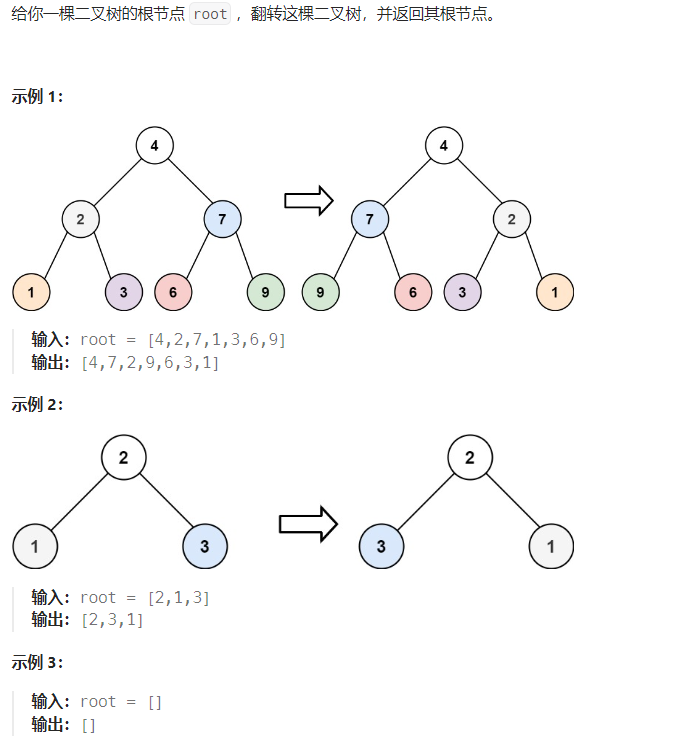 给你一棵二叉树的根节点 root ，翻转这棵二叉树，并返回其根节点。
示例 1：
4 4
2 7 7 2
1 3 6 9 9 6 3 1
输入：root = [4,2,7,1,3,6,9]
输出：[4,7,2,9,6,3,1]
示例 2：
2 2
1 3 3 1
输入：root = [2,1,3]
输出：[2,3,1]
示例 3：
输入：root = []
输出：[]